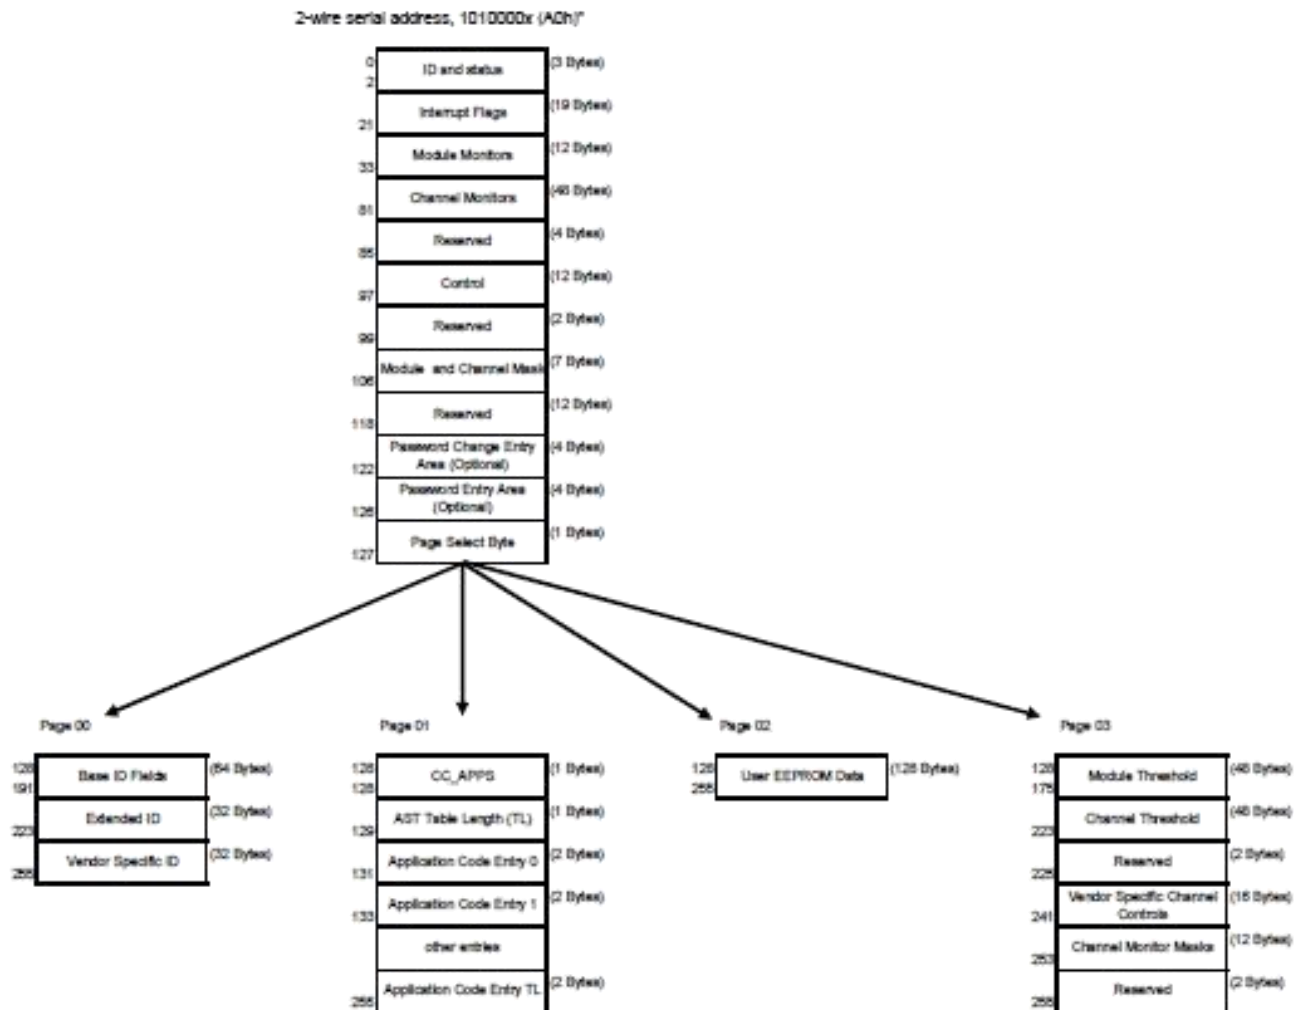 2-wire serial address, 1010000x (A0h)"
0
ID and status
(3 Bytes)
2
Interrupt Flags
(19 Bytes)
21
Module Monitors
(12 Bytes)
33
Channel Monitors
(48 Bytes)
81
Reserved
(4 Bytes)
85
Control
(12 Bytes)
97
Reserved
(2 Bytes)
99
Module and Channel Mask
(7 Bytes)
106
Reserved
(12 Bytes)
118
Password Change Entry
Area (Optional)
(4 Bytes)
122
Password Entry Area
(Optional)
(4 Bytes)
126
Page Select Byte
(1 Bytes)
127
Page 00
128
Base ID Fields
(64 Bytes)
191
Extended ID
(32 Bytes)
223
Vendor Specific ID
(32 Bytes)
255
Page 01
128
CC_APPS
(1 Bytes)
128
AST Table Length (TL)
(1 Bytes)
129
Application Code Entry 0
(2 Bytes)
131
Application Code Entry 1
(2 Bytes)
133
other entries
Application Code Entry TL
(2 Bytes)
255
Page 02
128
User EEPROM Data
(128 Bytes)
255
Page 03
128
Module Threshold
(48 Bytes)
175
Channel Threshold
(48 Bytes)
223
Reserved
(2 Bytes)
225
Vendor Specific Channel
Controls
(16 Bytes)
241
Channel Monitor Masks
(12 Bytes)
253
Reserved
(2 Bytes)
255